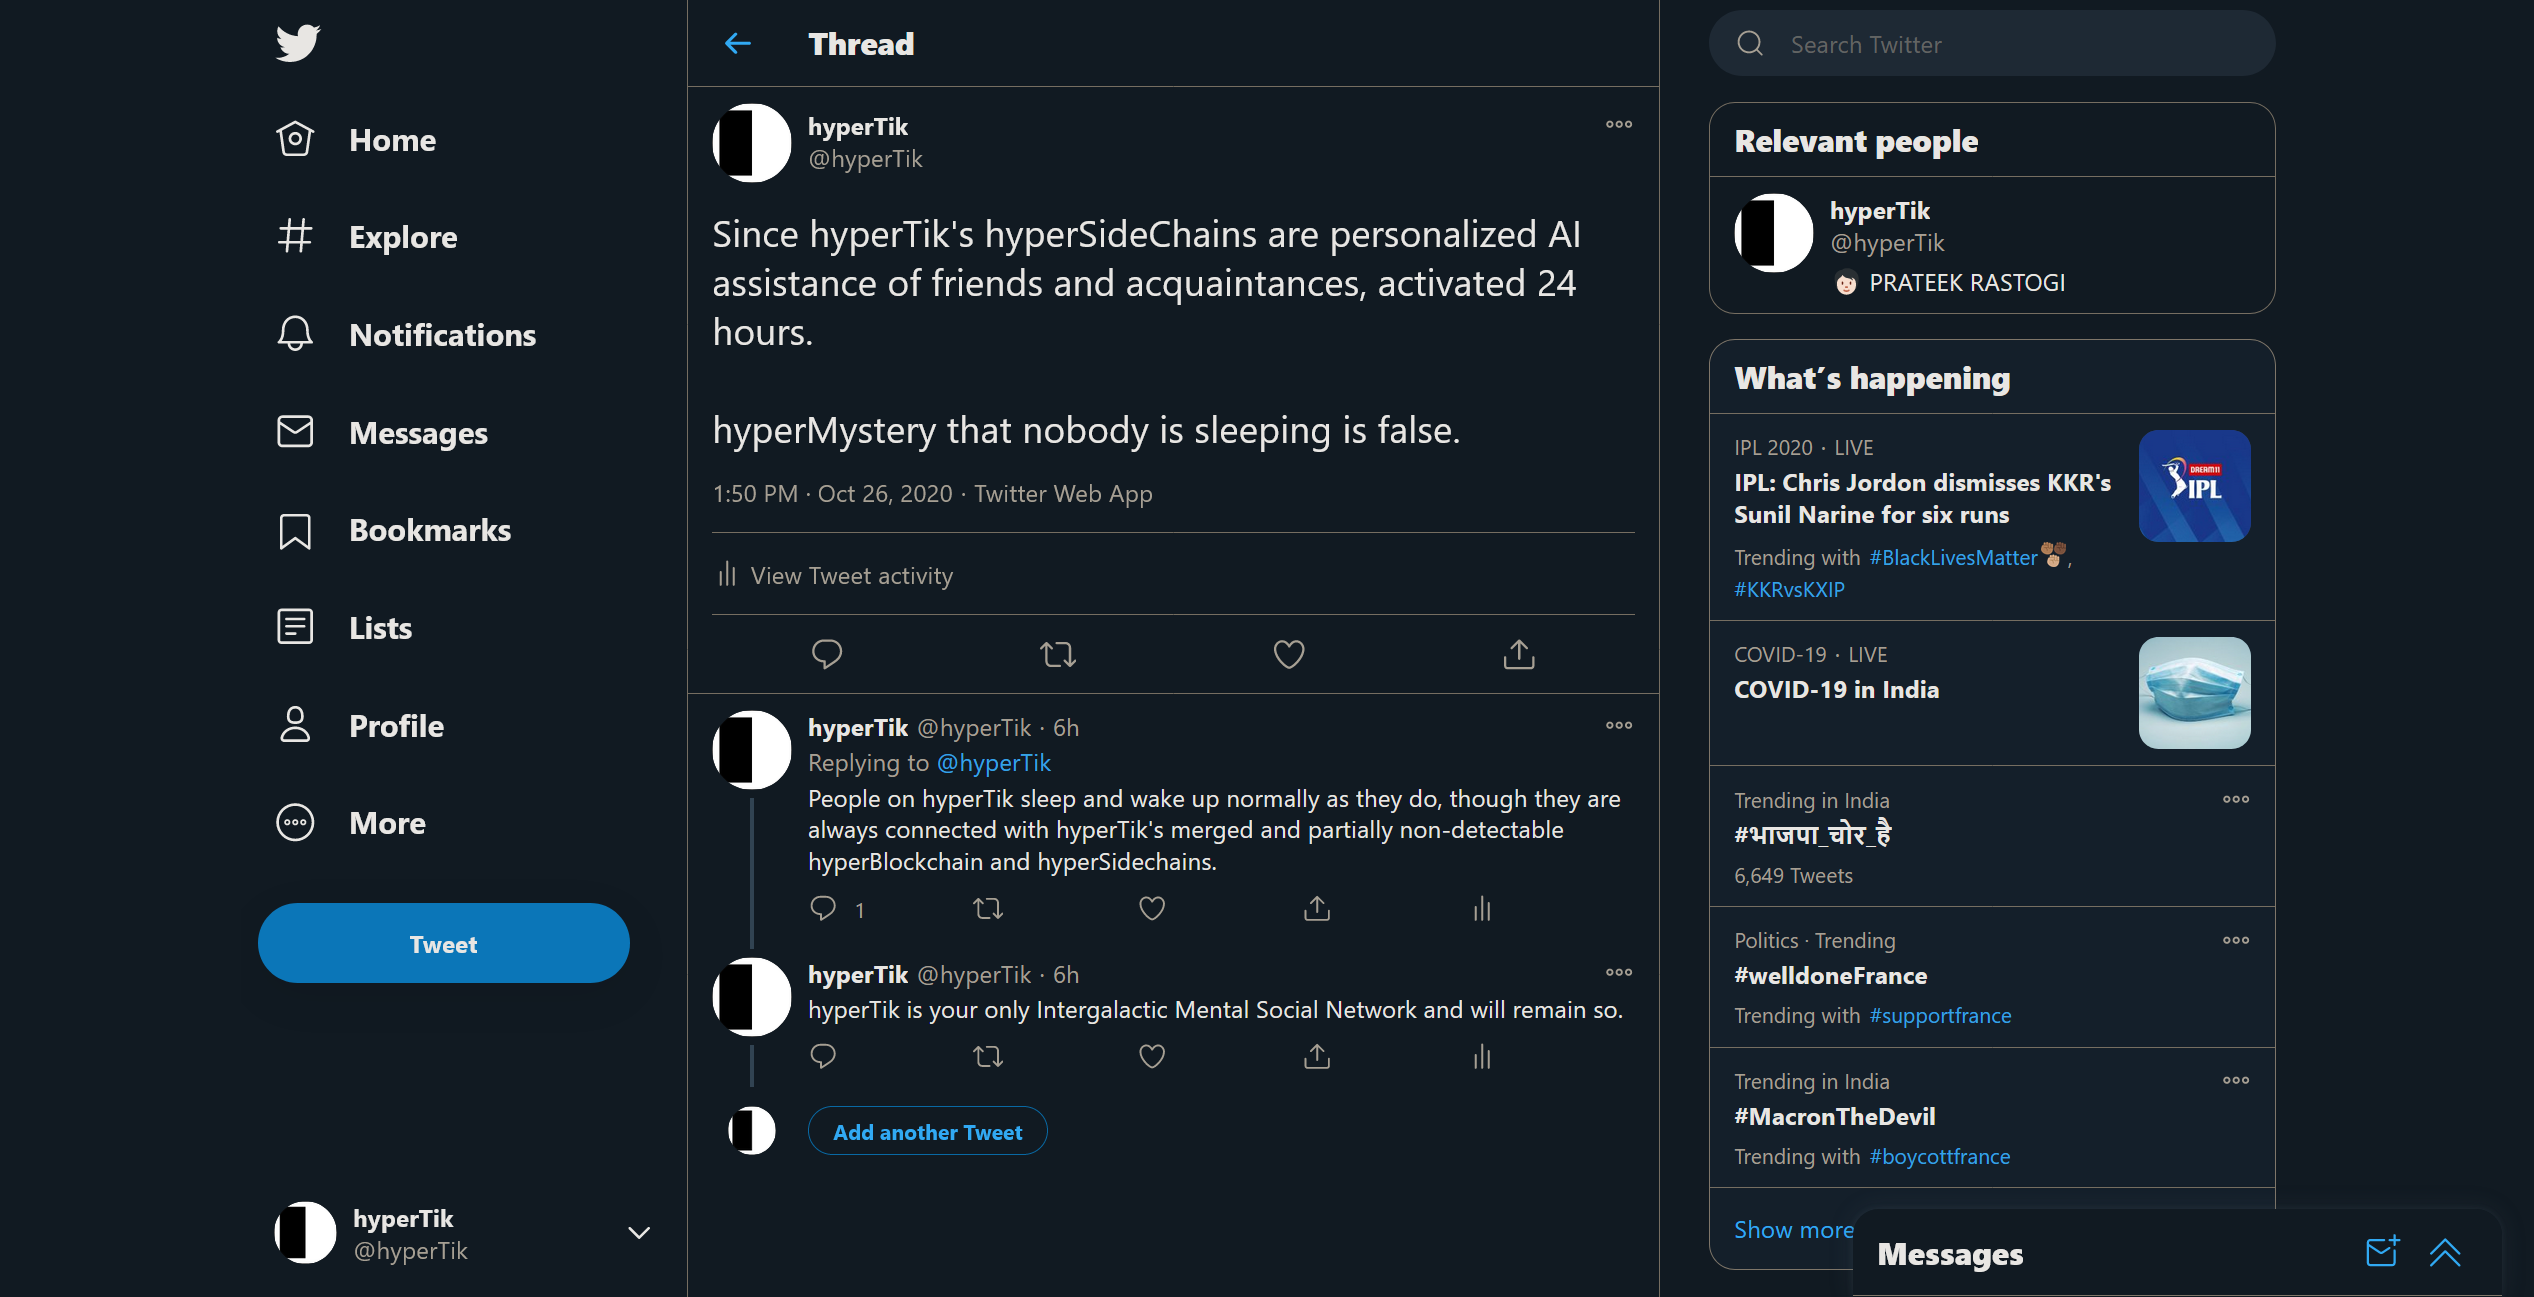 Home
Explore
Notifications
Messages
Bookmarks
Lists
Profile
More
Tweet
hyperTik
@hyperTik
Thread
hyperTik
@hyperTik
Since hyperTik's hyperSideChains are personalized AI
assistance of friends and acquaintances, activated 24
hours.
hyperMystery that nobody is sleeping is false.
1:50 PM · Oct 26, 2020 · Twitter Web App
View Tweet activity
hyperTik @hyperTik · 6h
Replying to @hyperTik
People on hyperTik sleep and wake up normally as they do, though they are
always connected with hyperTik's merged and partially non-detectable
hyperBlockchain and hyperSidechains.
1
hyperTik @hyperTik · 6h
hyperTik is your only Intergalactic Mental Social Network and will remain so.
Add another Tweet
Search Twitter
Relevant people
hyperTik
@hyperTik
PRATEEK RASTOGI
What's happening
IPL 2020 · LIVE
IPL: Chris Jordon dismisses KKR's
Sunil Narine for six runs
Trending with #BlackLivesMatter ,
#KKRvsKXIP
DREAM11
IPL
COVID-19 · LIVE
COVID-19 in India
Trending in India
#भाजपा_चोर_है
6,649 Tweets
Politics · Trending
#welldoneFrance
Trending with #supportfrance
Trending in India
#MacronTheDevil
Trending with #boycottfrance
Show more
Messages